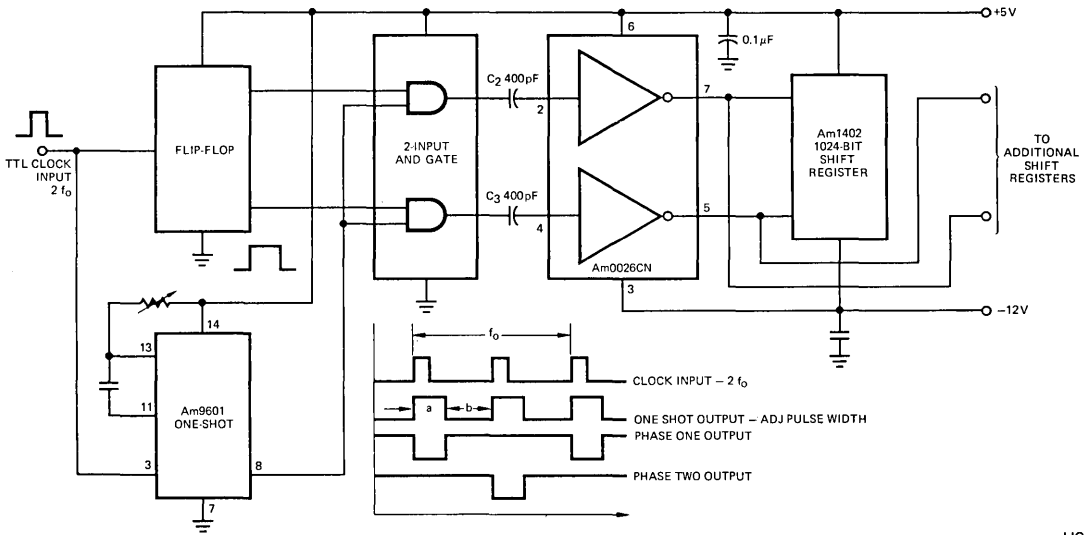 +5V
6
0.1µF
C2 400pF
7
2
FLIP-FLOP
2-INPUT
AND GATE
Am1402
1024-BIT
SHIFT
REGISTER
TO
ADDITIONAL
SHIFT
REGISTERS
TTL CLOCK
INPUT
2 fo
C3 400pF
5
4
Am0026CN
3
-12V
14
13
11
Am9601
ONE-SHOT
3
8
7
fo
CLOCK INPUT – 2 fo
a
b
ONE SHOT OUTPUT – ADJ PULSE WIDTH
PHASE ONE OUTPUT
PHASE TWO OUTPUT